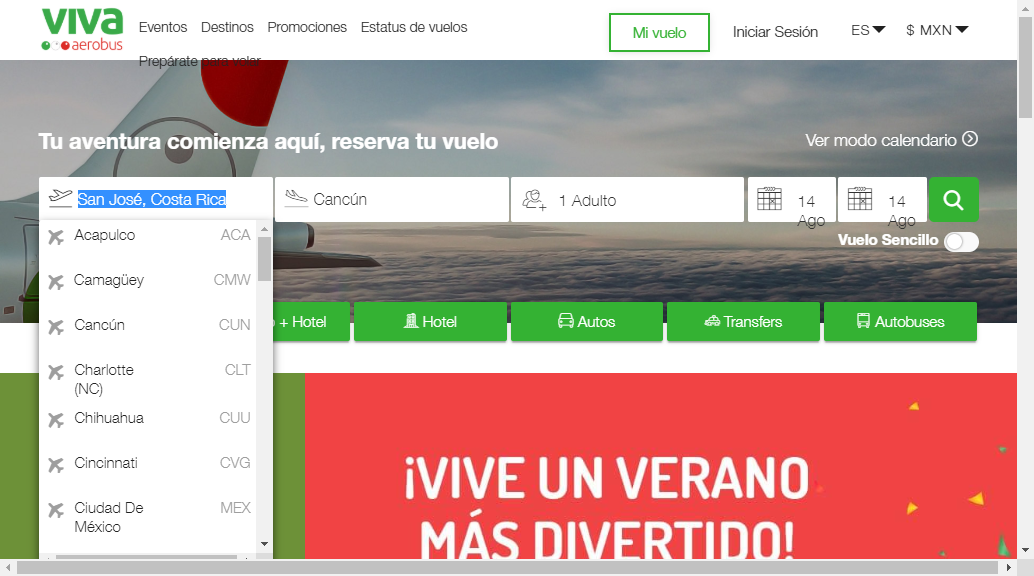 viva
aerobus
Eventos Destinos Promociones Estatus de vuelos
Prepárate para volar
Mi vuelo
Iniciar Sesión
ES
$ MXN
Tu aventura comienza aquí, reserva tu vuelo
Ver modo calendario
San José, Costa Rica
Cancún
1 Adulto
14
Ago
14
Ago
Vuelo Sencillo
Acapulco ACA
Camagüey CMW
Cancún CUN
Charlotte CLT
(NC)
Chihuahua CUU
Cincinnati CVG
Ciudad De MEX
México
+ Hotel
Hotel
Autos
Transfers
Autobuses
¡VIVE UN VERANO
MÁS DIVERTIDO!